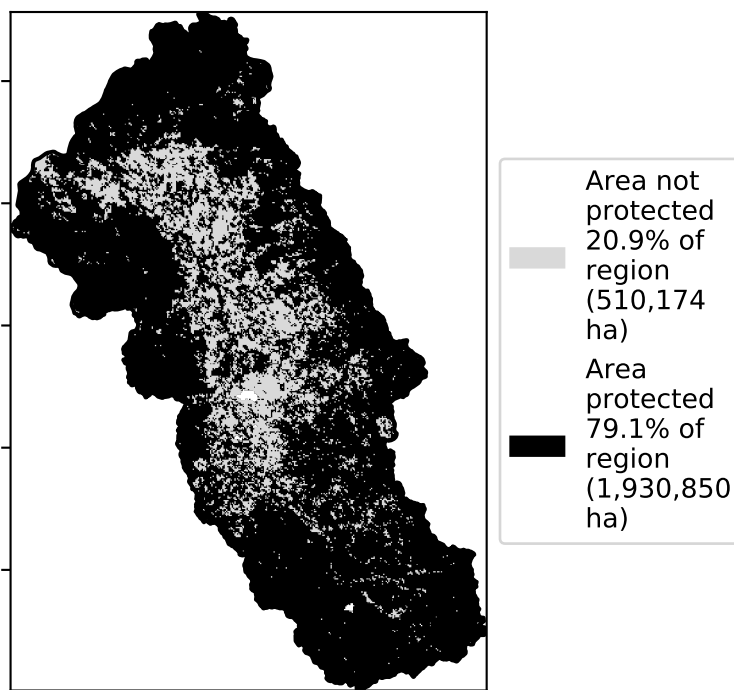 Area not
protected
20.9% of
region
(510,174
ha)
Area
protected
79.1% of
region
(1,930,850
ha)